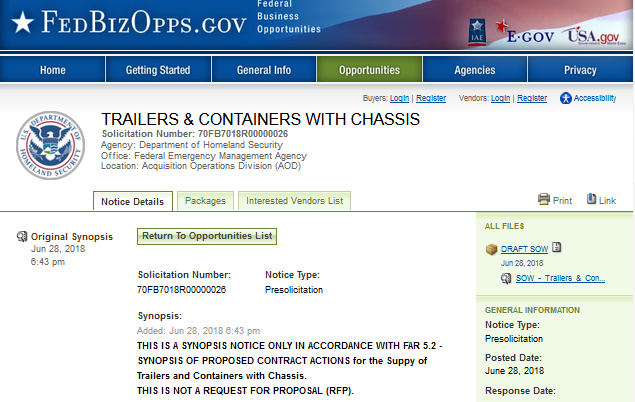 FEDBIZOPPS.GOV
Federal
Business
Opportunities
IAE
E-GOV
USA.gov
Home
Getting Started
General Info
Opportunities
Agencies
Privacy
Buyers: Login | Register
Vendors: Login | Register
Accessibility
U.S. DEPARTMENT OF HOMELAND SECURITY
TRAILERS & CONTAINERS WITH CHASSIS
Solicitation Number: 70FB7018R00000026
Agency: Department of Homeland Security
Office: Federal Emergency Management Agency
Location: Acquisition Operations Division (AOD)
Notice Details
Packages
Interested Vendors List
Print
Link
Original Synopsis
Jun 28, 2018
6:43 pm
Return To Opportunities List
Solicitation Number:
70FB7018R00000026
Notice Type:
Presolicitation
Synopsis:
Added: Jun 28, 2018 6:43 pm
THIS IS A SYNOPSIS NOTICE ONLY IN ACCORDANCE WITH FAR 5.2 -
SYNOPSIS OF PROPOSED CONTRACT ACTIONS for the Suppy of
Trailers and Containers with Chassis.
THIS IS NOT A REQUEST FOR PROPOSAL (RFP).
ALL FILES
DRAFT SOW
Jun 28, 2018
SOW - Trailers & Con...
GENERAL INFORMATION
Notice Type:
Presolicitation
Posted Date:
June 28, 2018
Response Date: